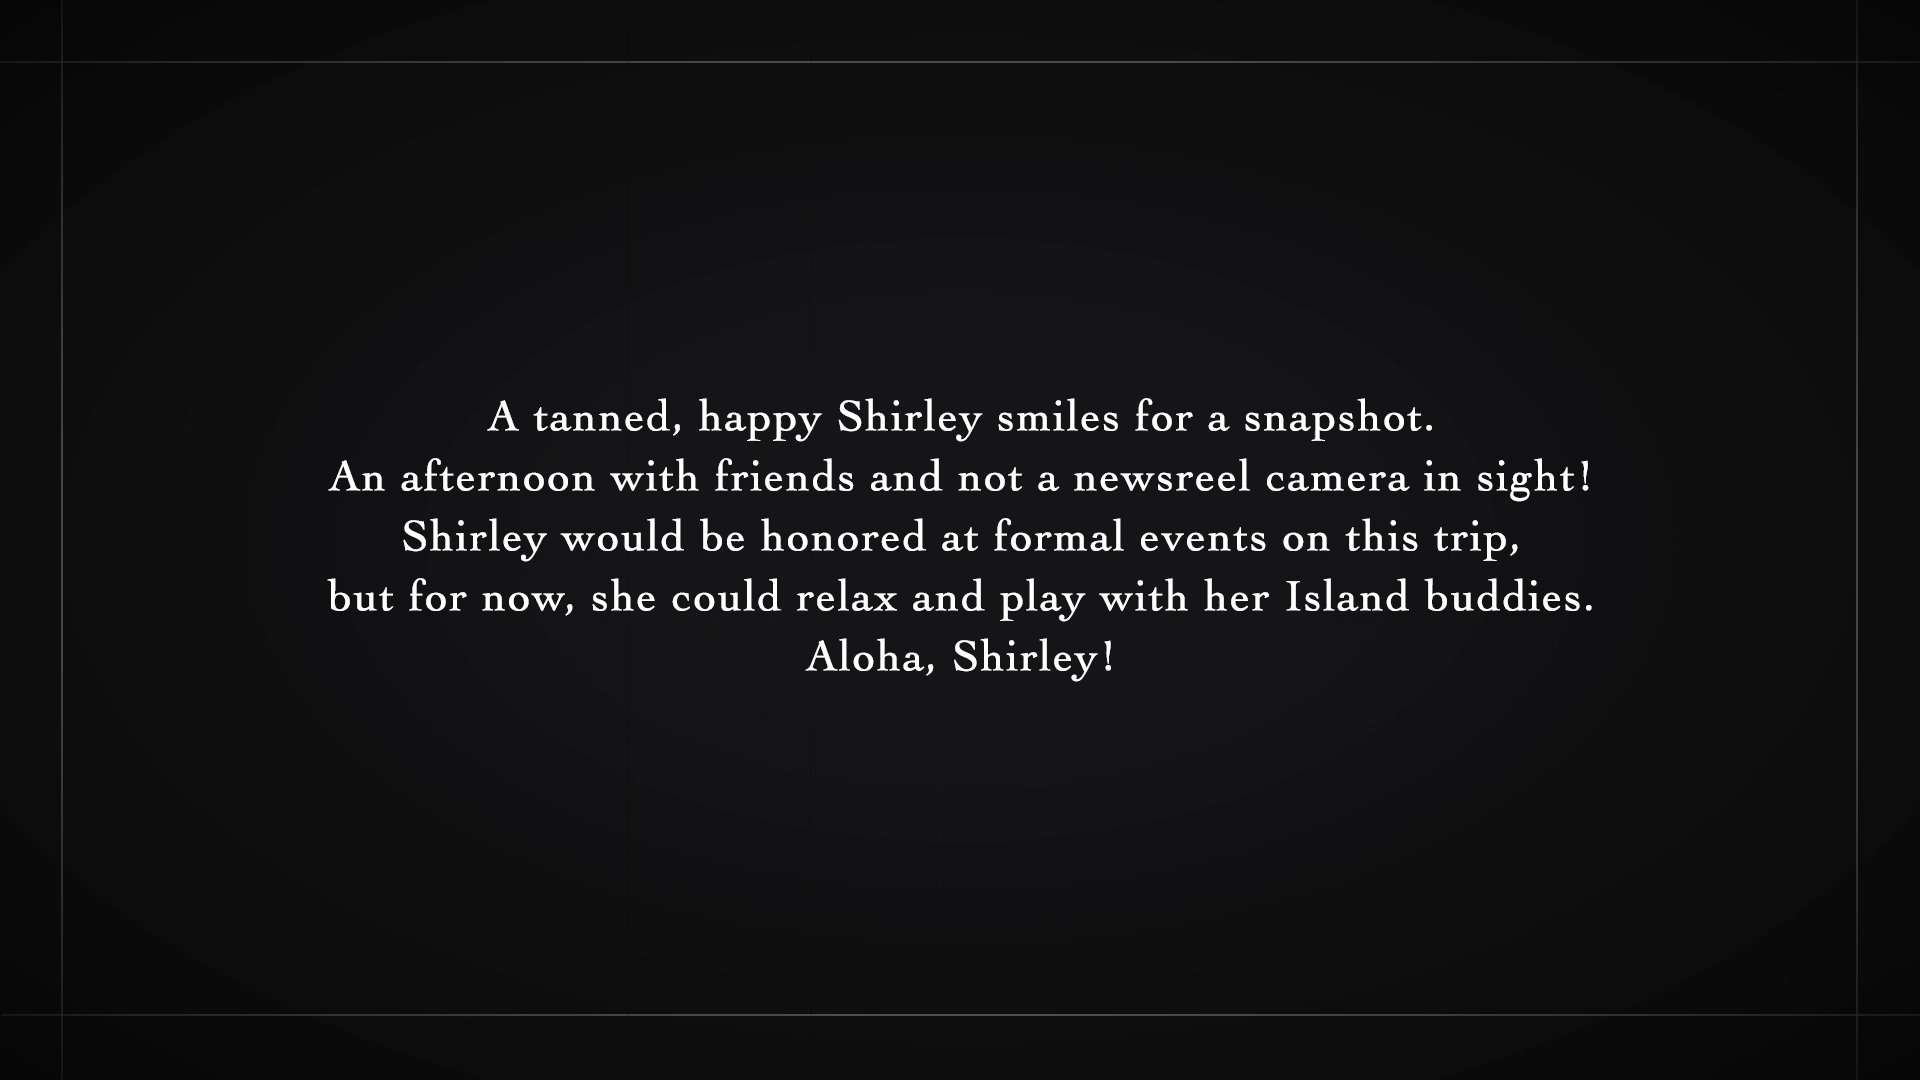 A tanned, happy Shirley smiles for a snapshot.
An afternoon with friends and not a newsreel camera in sight!
Shirley would be honored at formal events on this trip,
but for now, she could relax and play with her Island buddies.
Aloha, Shirley!